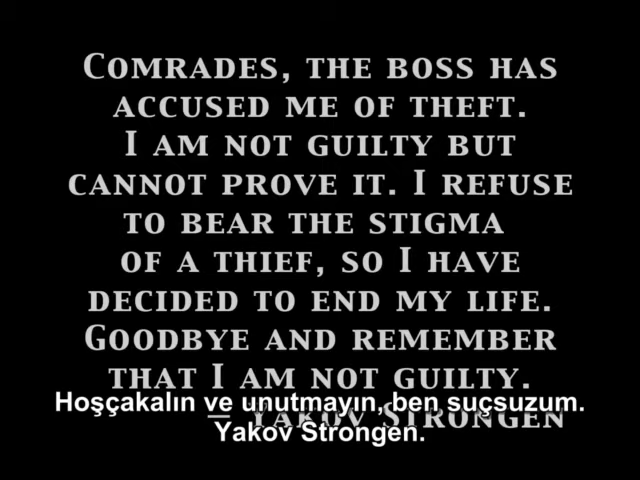 Comrades, the boss has
accused me of theft.
I am not guilty but
cannot prove it. I refuse
to bear the stigma
of a thief, so I have
decided to end my life.
Goodbye and remember
that I am not guilty.
Hoşçakalın ve unutmayın, ben suçsuzum.
– Yakov Strongen
Yakov Strongen.